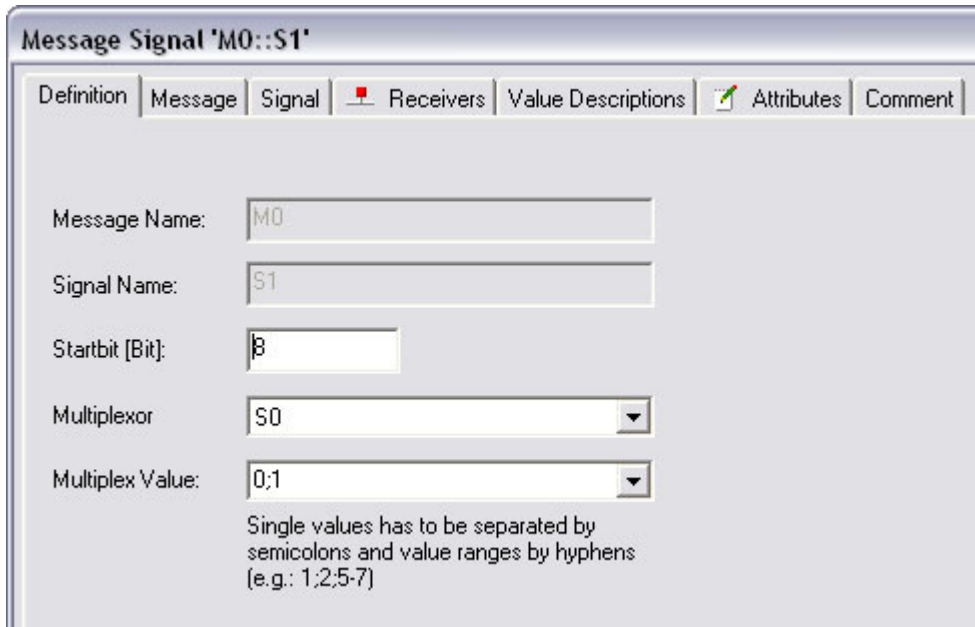 Message Signal 'M0::S1'
Definition Message Signal Receivers Value Descriptions Attributes Comment
Message Name: M0
Signal Name: S1
Startbit [Bit]: 8
Multiplexor S0
Multiplex Value: 0;1
Single values has to be separated by
semicolons and value ranges by hyphens
(e.g.: 1;2;5-7)